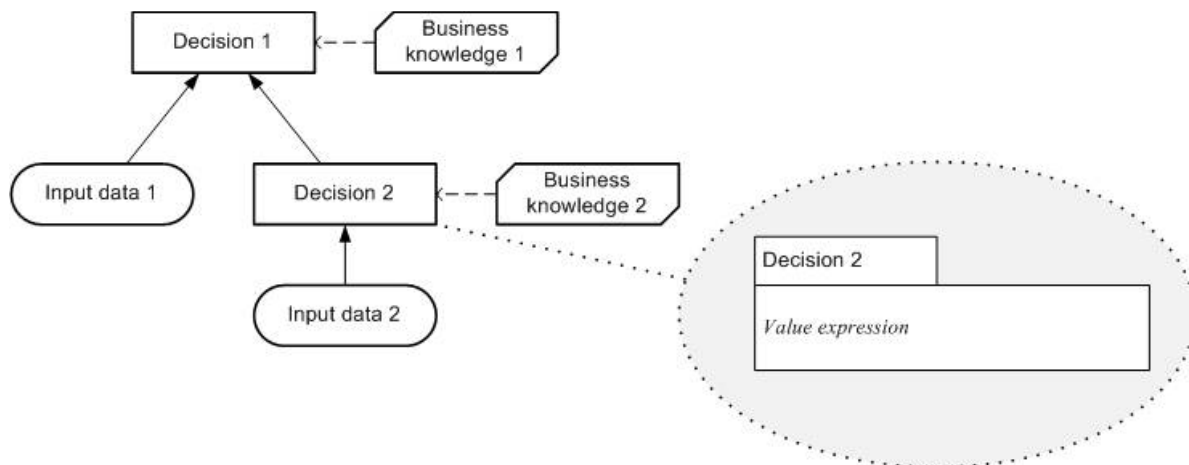 Decision 1
Business
knowledge 1
Input data 1
Decision 2
Business
knowledge 2
Input data 2
Decision 2
Value expression